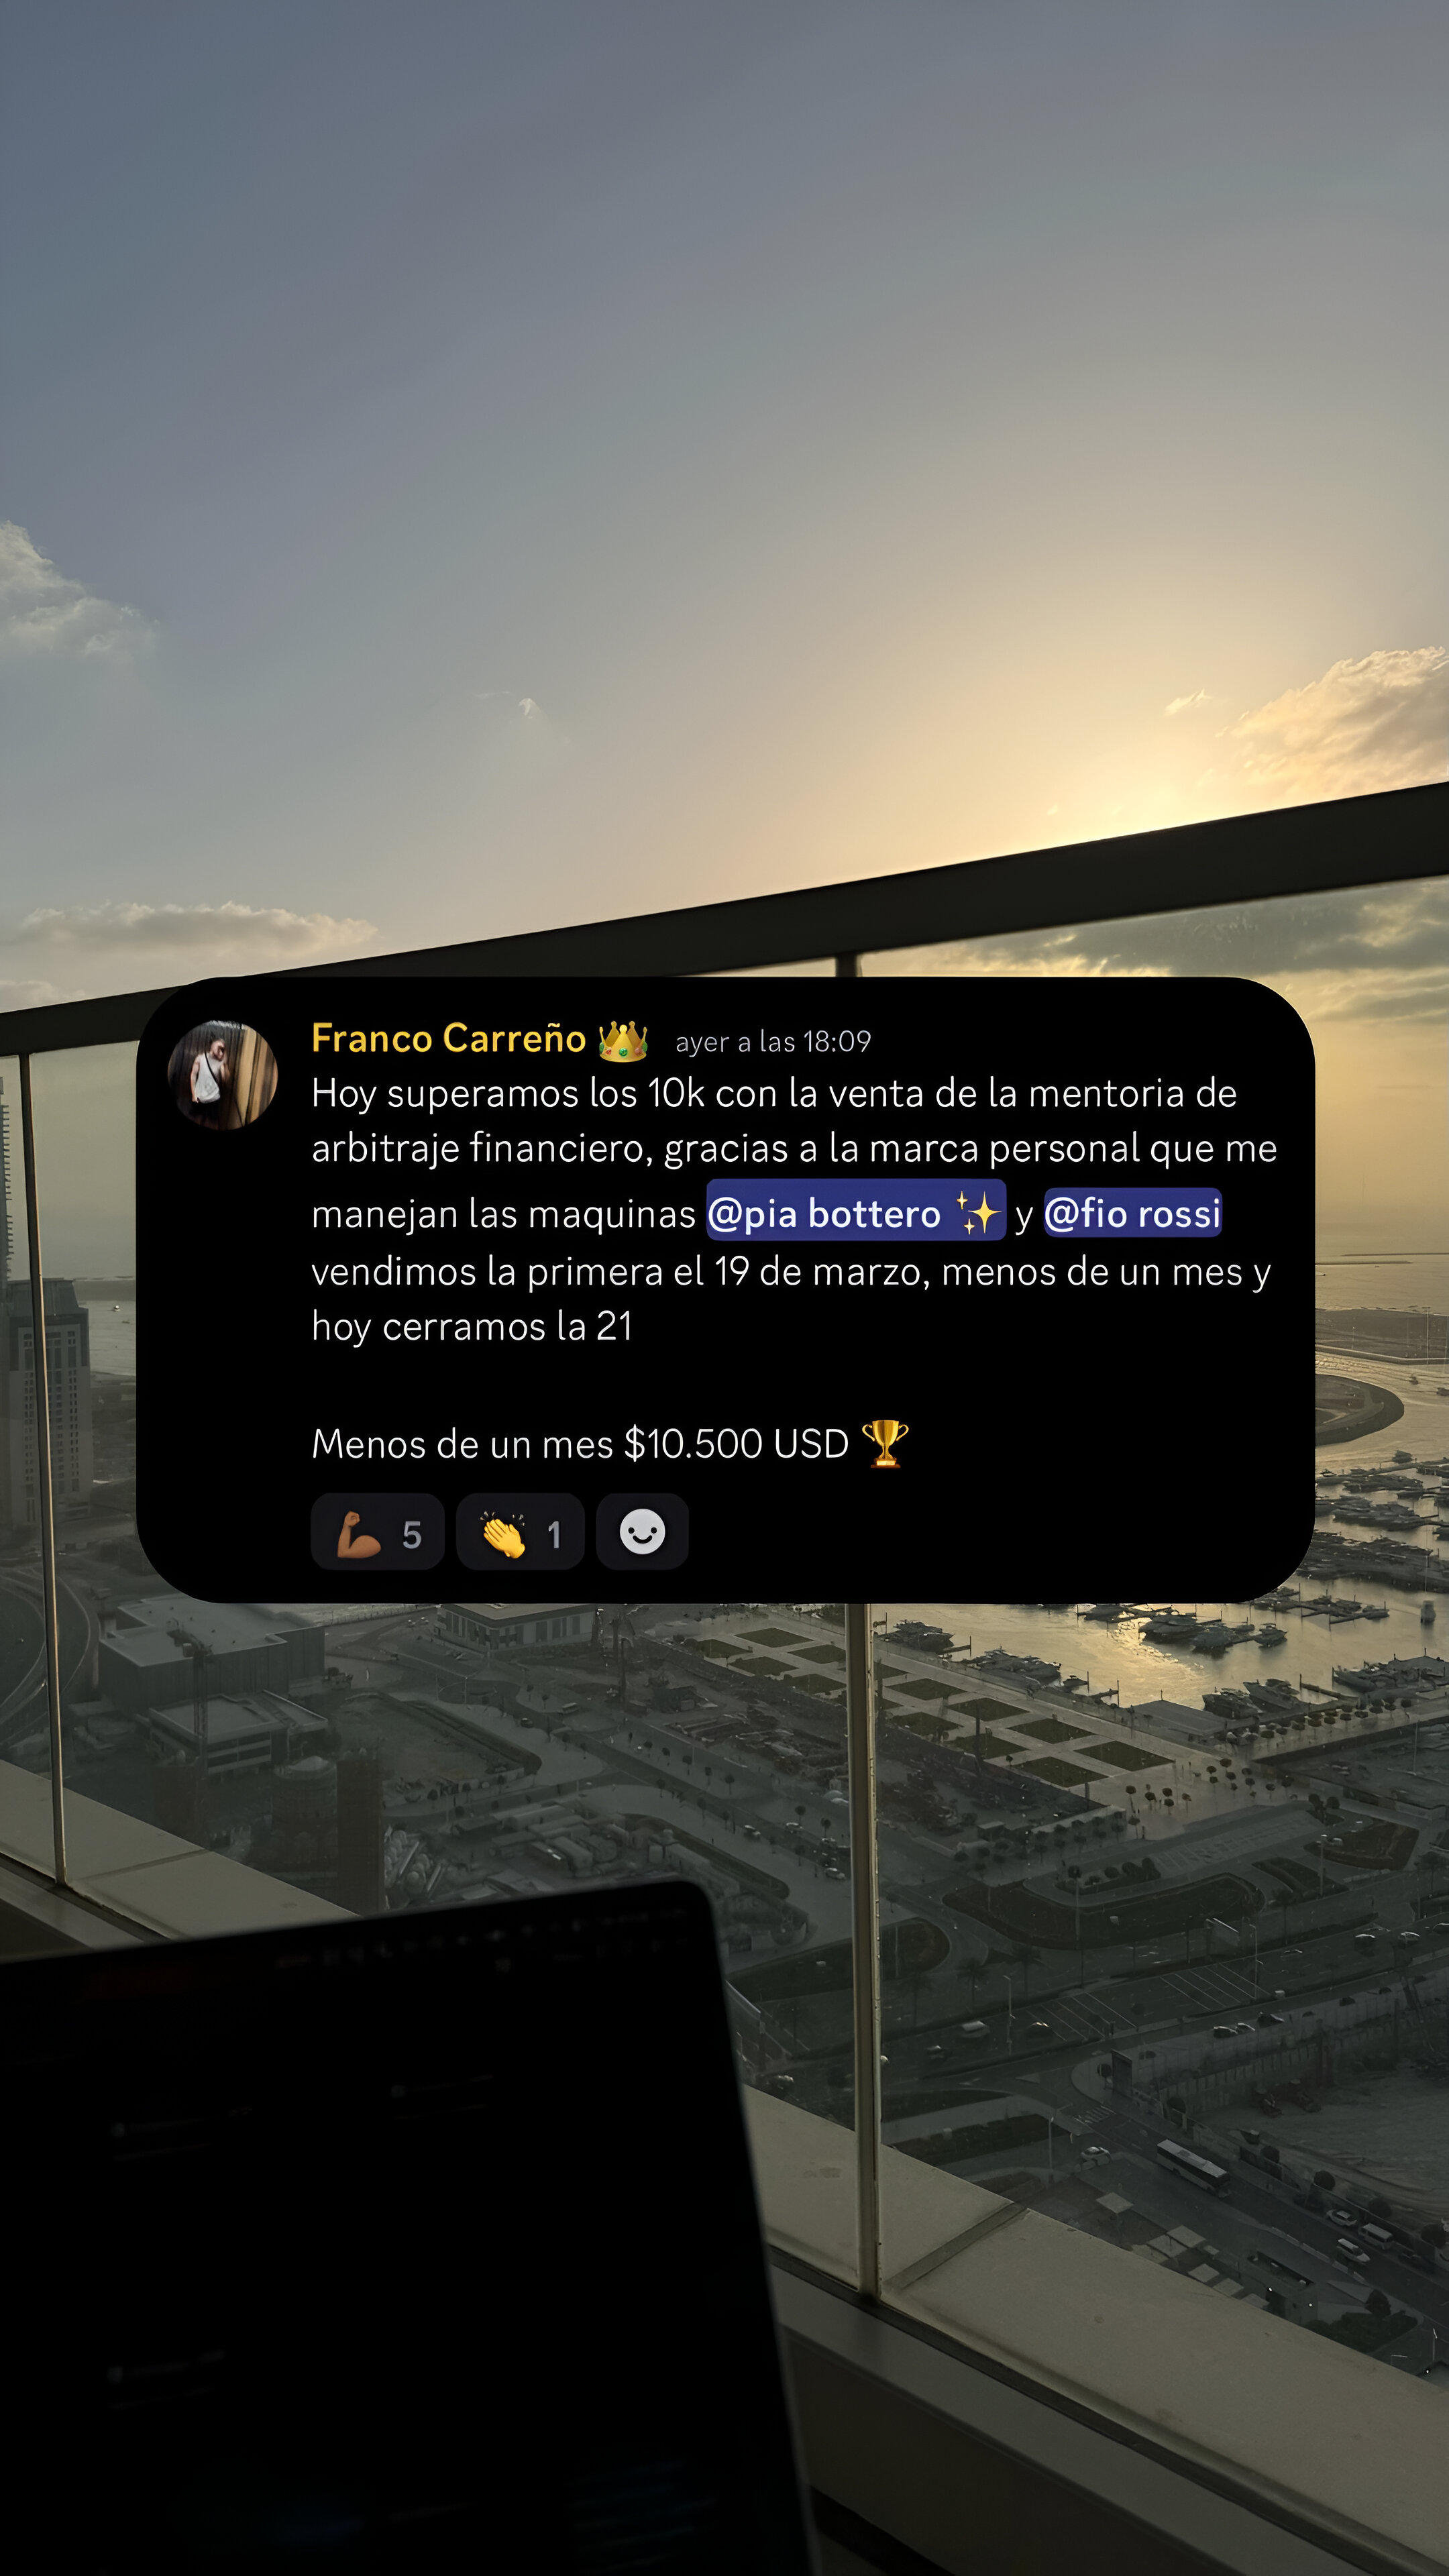 Franco Carreño 👑 ayer a las 18:09
Hoy superamos los 10k con la venta de la mentoria de
arbitraje financiero, gracias a la marca personal que me
manejan las maquinas @pia bottero ✨ y @fio rossi
vendimos la primera el 19 de marzo, menos de un mes y
hoy cerramos la 21
Menos de un mes $10.500 USD 🏆
💪🏾 5 👏 1